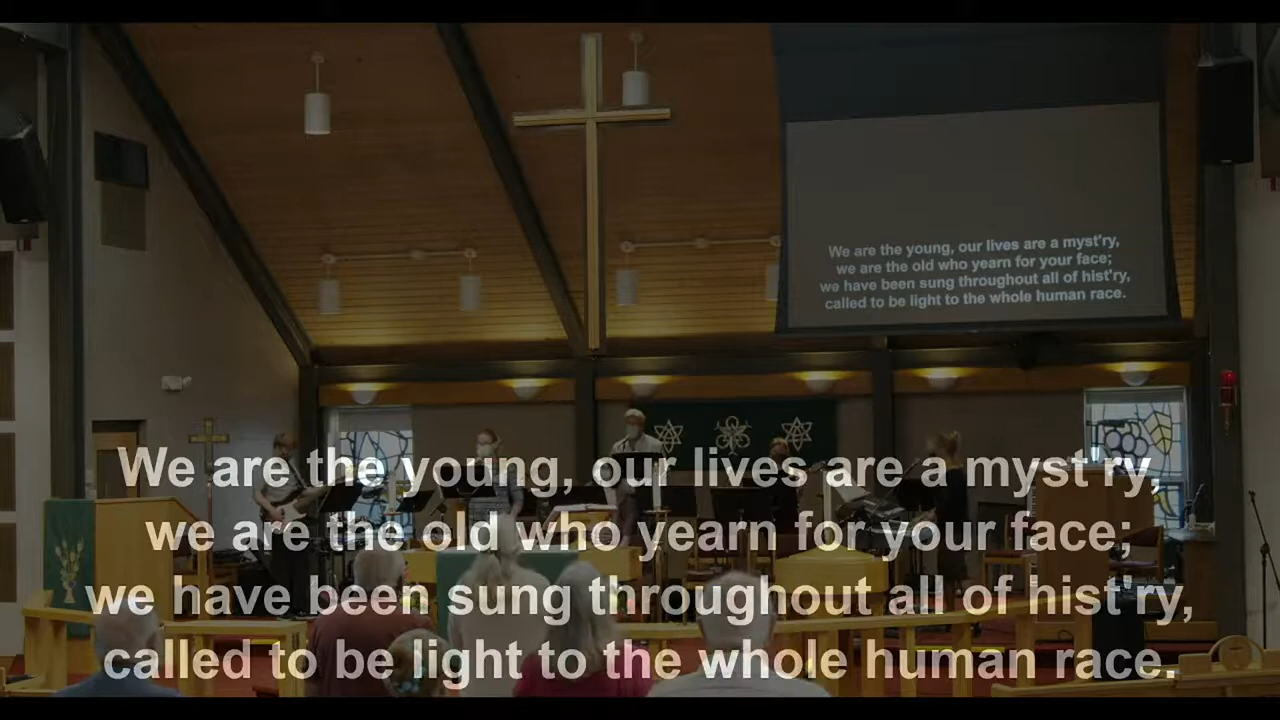 We are the young, our lives are a myst'ry,
we are the old who yearn for your face;
we have been sung throughout all of hist'ry,
called to be light to the whole human race.
We are the young, our lives are a myst'ry,
we are the old who yearn for your face;
we have been sung throughout all of hist'ry,
called to be light to the whole human race.